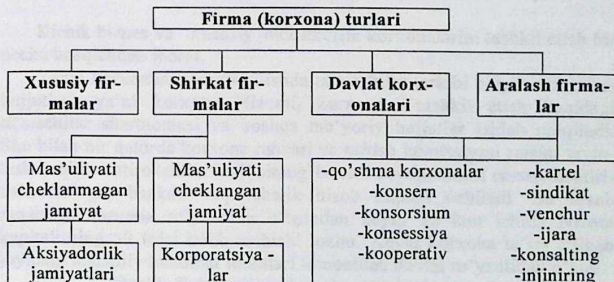 Firma (korxona) turlari
Xususiy fir-
malar
Shirkat fir-
malar
Davlat korx-
onalari
Aralash firma-
lar
Mas'uliyati
cheklanmagan
jamiyat
Mas'uliyati
cheklangan
jamiyat
-qo'shma korxonalar
-konsern
-konsorsium
-konsessiya
-kooperativ
-kartel
-sindikat
-venchur
-ijara
-konsalting
-injiniring
Aksiyadorlik
jamiyatlari
Korporatsiya -
lar